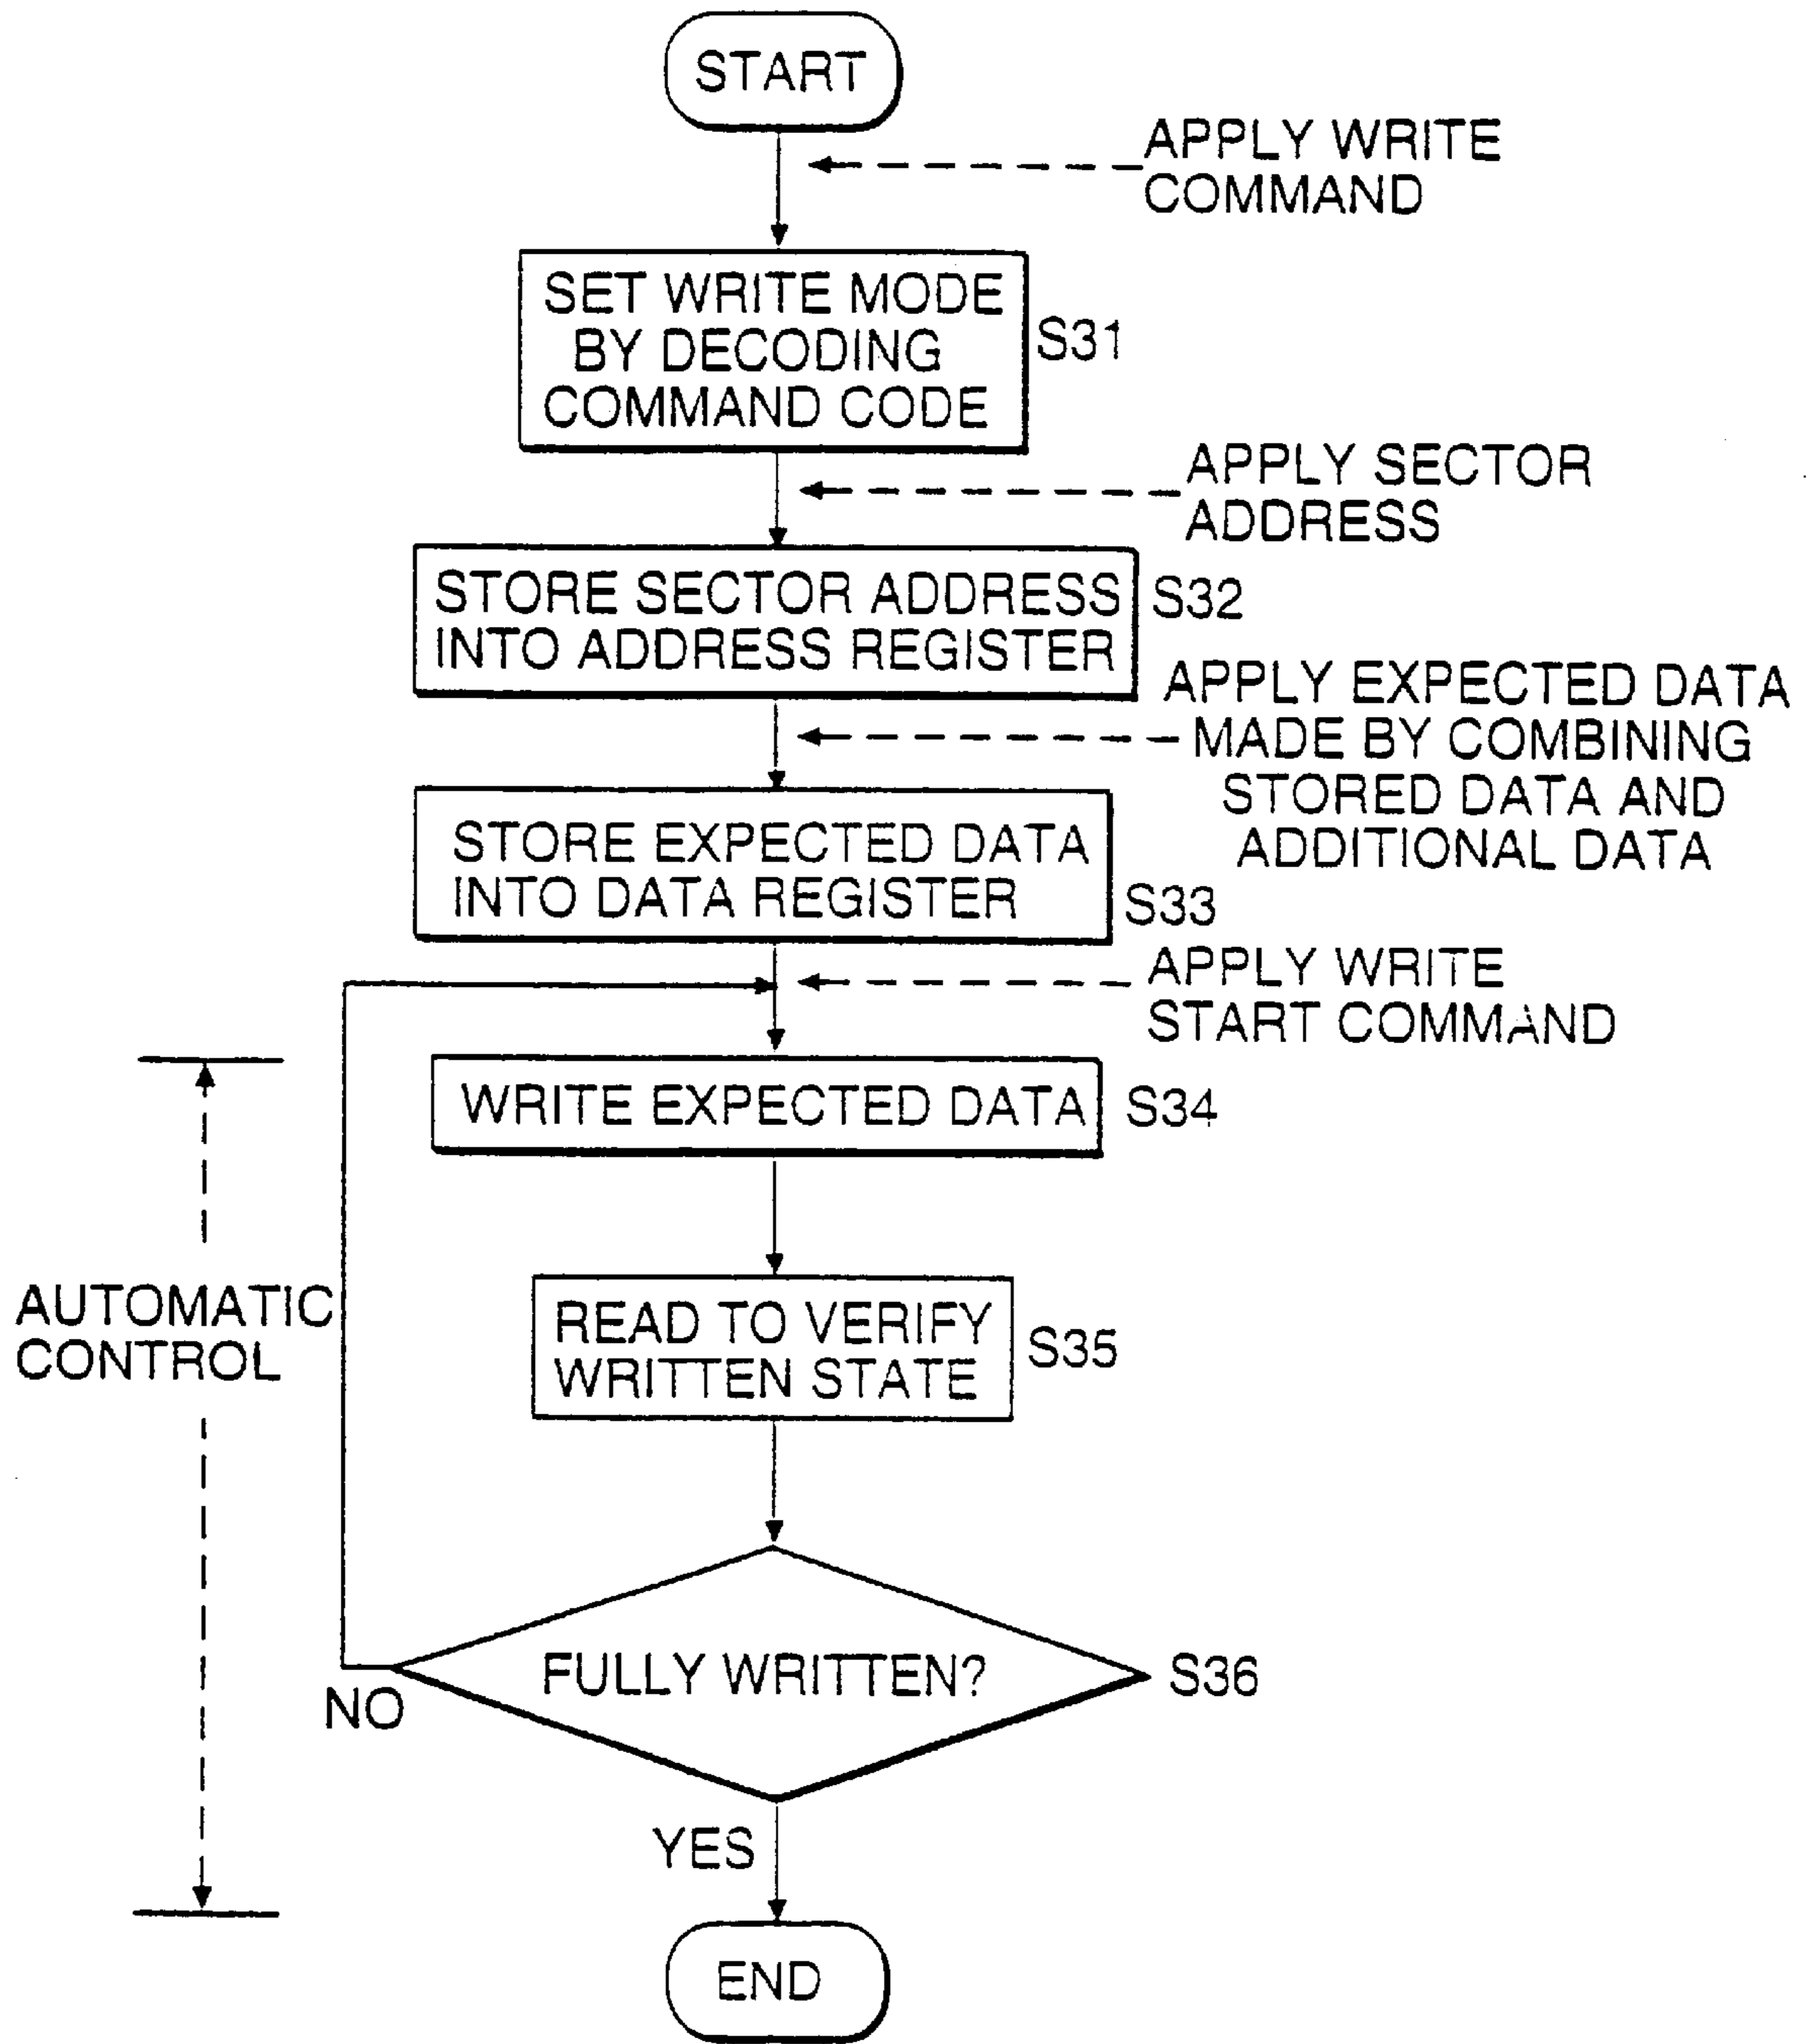 START
APPLY WRITE
COMMAND
SET WRITE MODE
BY DECODING
COMMAND CODE
S31
APPLY SECTOR
ADDRESS
STORE SECTOR ADDRESS
INTO ADDRESS REGISTER
S32
APPLY EXPECTED DATA
MADE BY COMBINING
STORED DATA AND
ADDITIONAL DATA
STORE EXPECTED DATA
INTO DATA REGISTER
S33
APPLY WRITE
START COMMAND
WRITE EXPECTED DATA
S34
AUTOMATIC
CONTROL
READ TO VERIFY
WRITTEN STATE
S35
FULLY WRITTEN?
S36
NO
YES
END